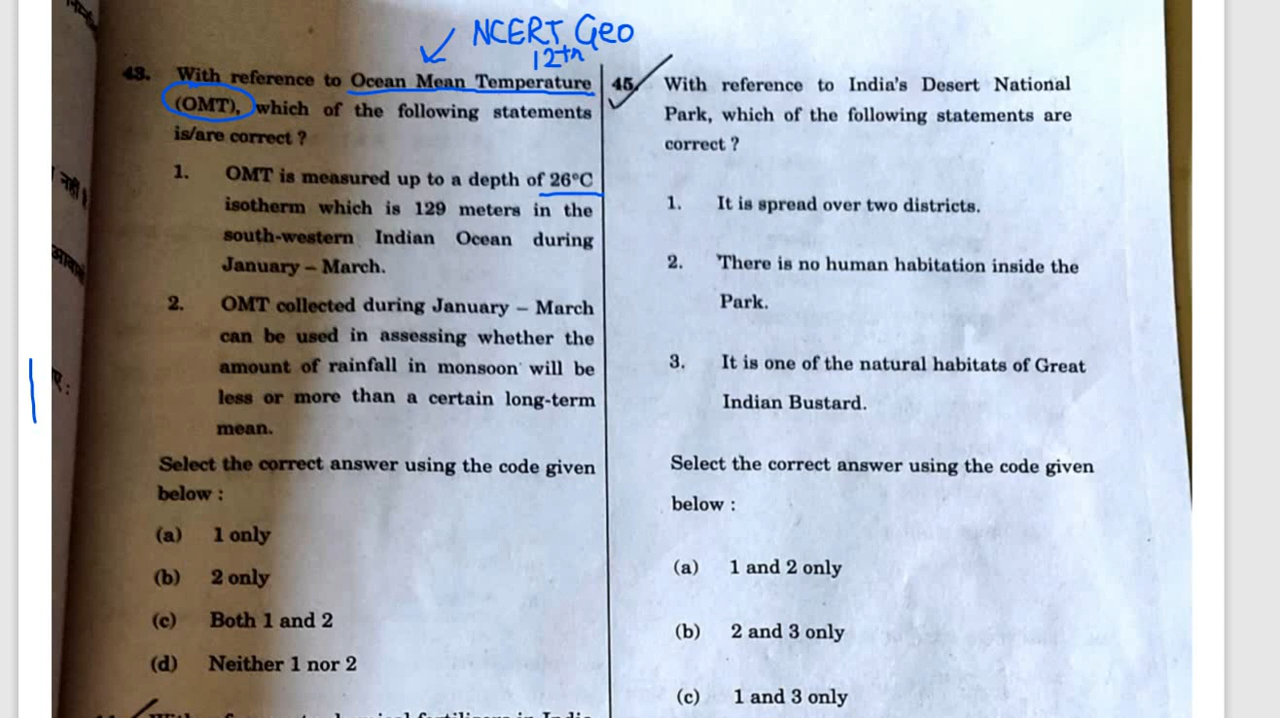 NCERT Geo
12th
43. With reference to Ocean Mean Temperature
(OMT), which of the following statements
is/are correct ?
1. OMT is measured up to a depth of 26°C
isotherm which is 129 meters in the
south-western Indian Ocean during
January – March.
2. OMT collected during January – March
can be used in assessing whether the
amount of rainfall in monsoon will be
less or more than a certain long-term
mean.
Select the correct answer using the code given
below :
(a) 1 only
(b) 2 only
(c) Both 1 and 2
(d) Neither 1 nor 2
45. With reference to India's Desert National
Park, which of the following statements are
correct ?
1. It is spread over two districts.
2. There is no human habitation inside the
Park.
3. It is one of the natural habitats of Great
Indian Bustard.
Select the correct answer using the code given
below :
(a) 1 and 2 only
(b) 2 and 3 only
(c) 1 and 3 only
नहीं